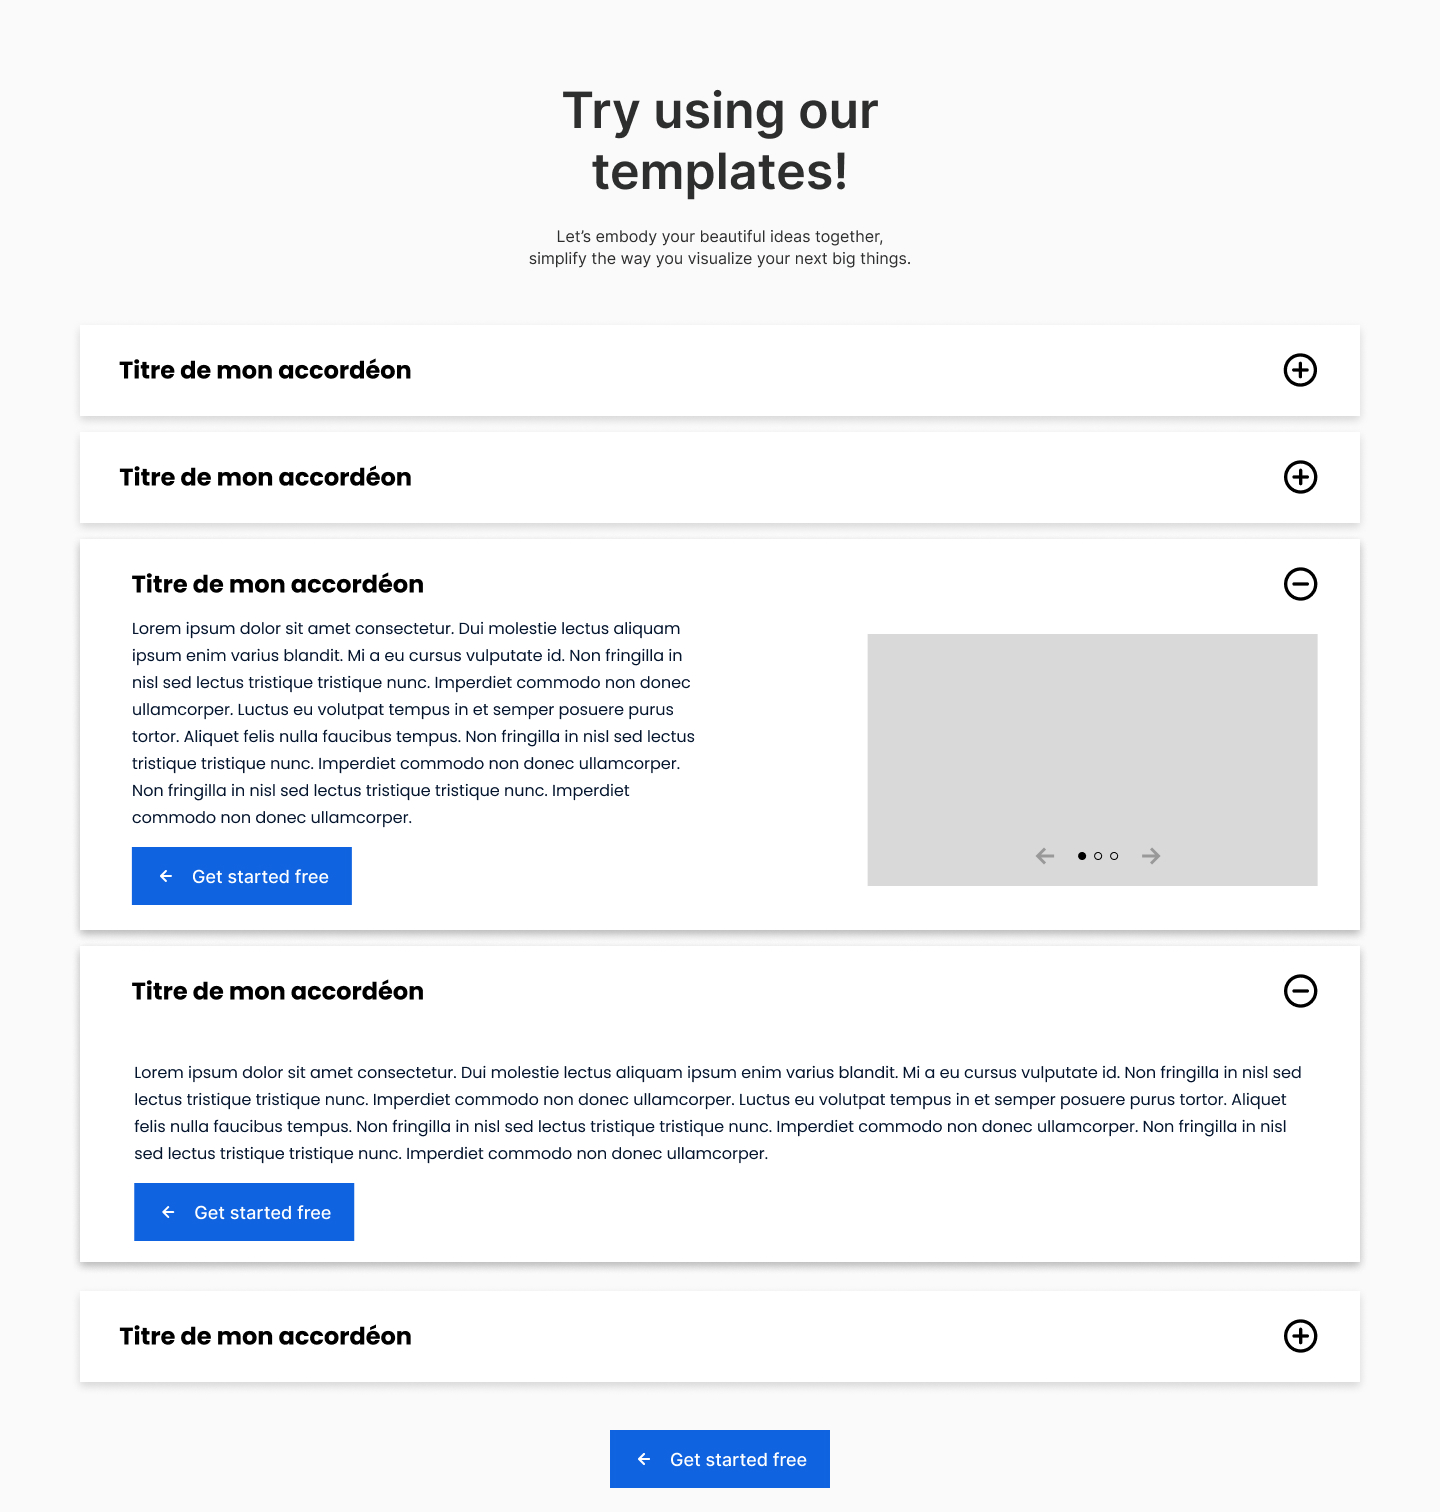 Try using our
templates!
Let’s embody your beautiful ideas together,
simplify the way you visualize your next big things.
Titre de mon accordéon
Titre de mon accordéon
Titre de mon accordéon
Lorem ipsum dolor sit amet consectetur. Dui molestie lectus aliquam
ipsum enim varius blandit. Mi a eu cursus vulputate id. Non fringilla in
nisl sed lectus tristique tristique nunc. Imperdiet commodo non donec
ullamcorper. Luctus eu volutpat tempus in et semper posuere purus
tortor. Aliquet felis nulla faucibus tempus. Non fringilla in nisl sed lectus
tristique tristique nunc. Imperdiet commodo non donec ullamcorper.
Non fringilla in nisl sed lectus tristique tristique nunc. Imperdiet
commodo non donec ullamcorper.
Get started free
Titre de mon accordéon
Lorem ipsum dolor sit amet consectetur. Dui molestie lectus aliquam ipsum enim varius blandit. Mi a eu cursus vulputate id. Non fringilla in nisl sed
lectus tristique tristique nunc. Imperdiet commodo non donec ullamcorper. Luctus eu volutpat tempus in et semper posuere purus tortor. Aliquet
felis nulla faucibus tempus. Non fringilla in nisl sed lectus tristique tristique nunc. Imperdiet commodo non donec ullamcorper. Non fringilla in nisl
sed lectus tristique tristique nunc. Imperdiet commodo non donec ullamcorper.
Get started free
Titre de mon accordéon
Get started free